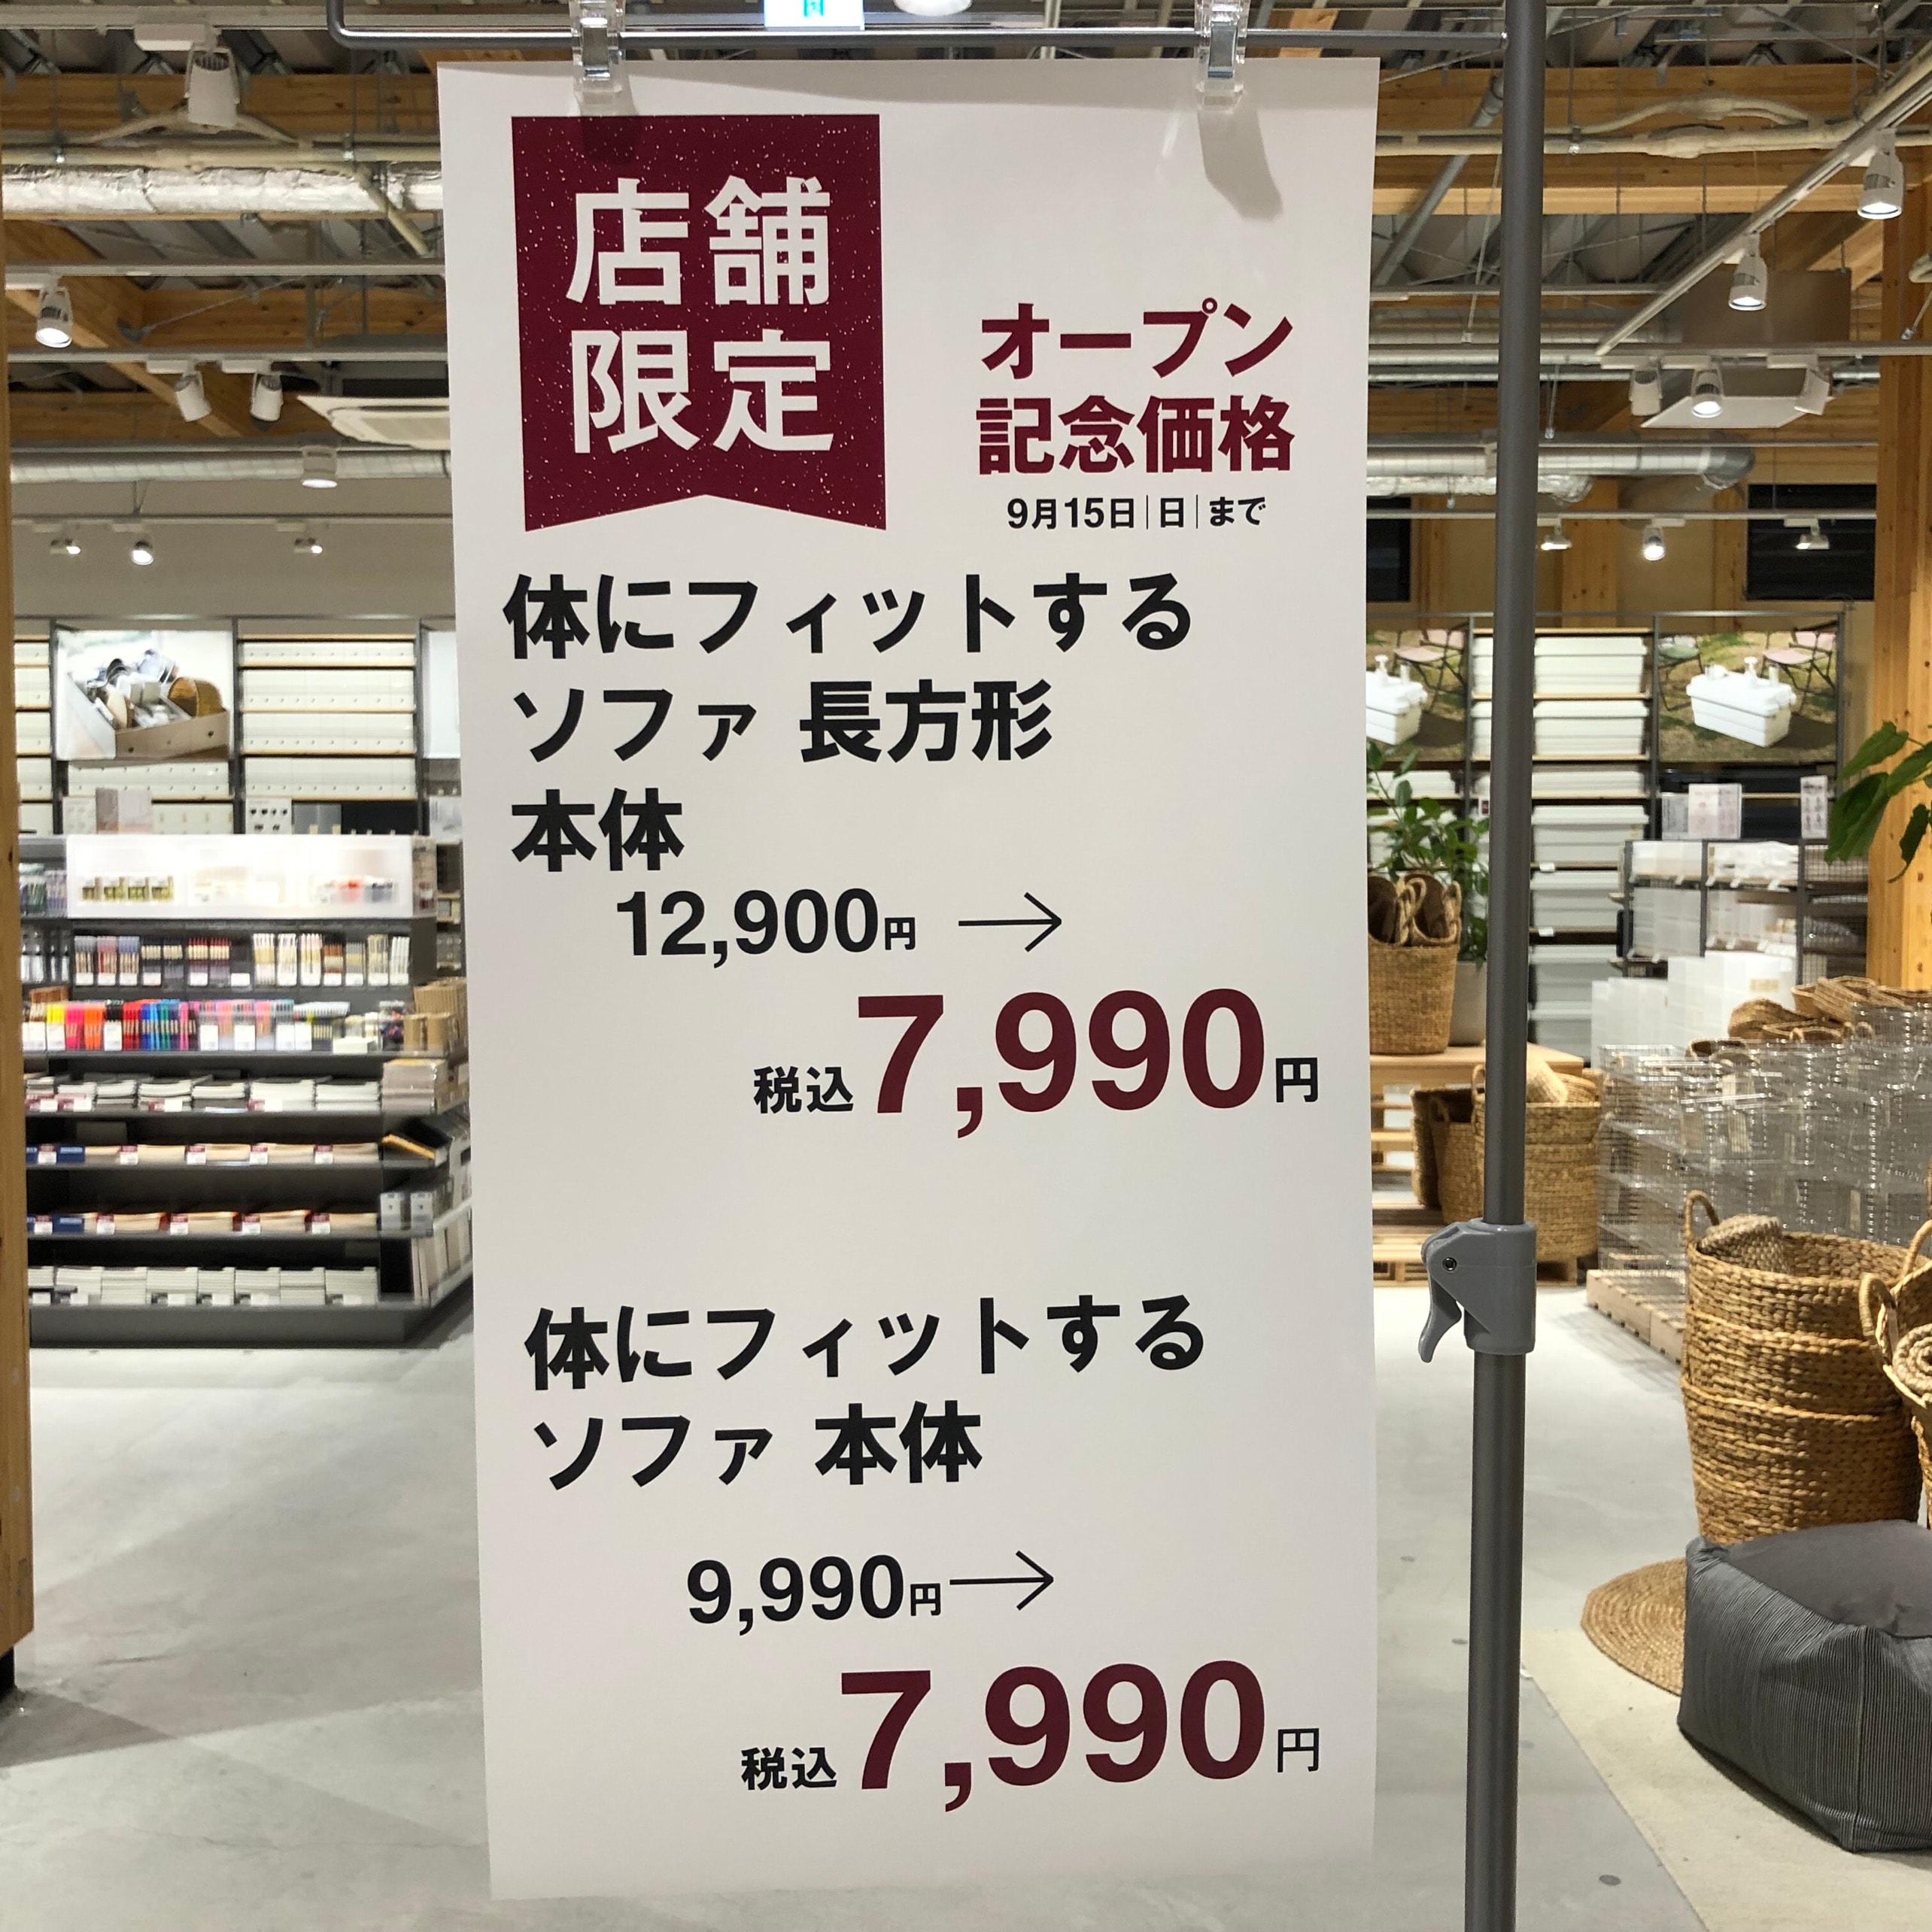 店舗
限定
オープン
記念価格
9月15日|日|まで
体にフィットする
ソファ 長方形
本体
12,900円 →
税込7,990円
体にフィットする
ソファ 本体
9,990円→
税込7,990円